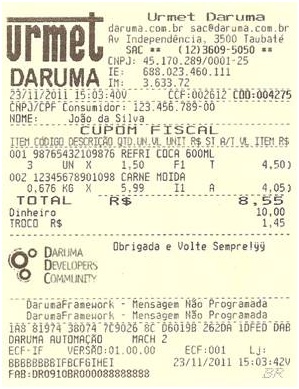 urmet
DARUMA
Urmet Daruma
daruma.com.br sac@daruma.com.br
Av Independência, 3500 Taubaté
SAC ** (12)3609-5050 **
CNPJ: 45.170.289/0001-25
IE: 688.023.460.111
IM: 3.633.72
23/11/2011 15:03:40V CCF:002612 COO:004275
CNPJ/CPF Consumidor: 123.456.789-00
NOME: João da Silva
CUPOM FISCAL
ITEM CÓDIGO DESCRIÇÃO QTD.UN.VL UNIT R$ ST A/T VL ITEM R$
001 98765432109876 REFRI COCA 600ML
3 UN X 1,50 F1 T 4,50)
002 12345678901098 CARNE MOIDA
0,676 KG X 5,99 I1 A 4,05)
TOTAL R$ 8,55
Dinheiro 10,00
TROCO R$ 1,45
Obrigada e Volte Sempre!ÿÿ
DARUMA
DEVELOPERS
COMMUNITY
DarumaFramework - Mensagem Não Programada
DarumaFramework - Mensagem Não Programada
1A8 81974 38074 7C9026 8C D6019B 262DA 1DFED DAB
DARUMA AUTOMAÇÃO MACH 2
ECF-IF VERSÃO:01.00.00 ECF:001 Lj:
BBBBBBBBIFBCFGIHEI 23/11/2011 15:03:42V
FAB:DR0910BR000088888888 BR